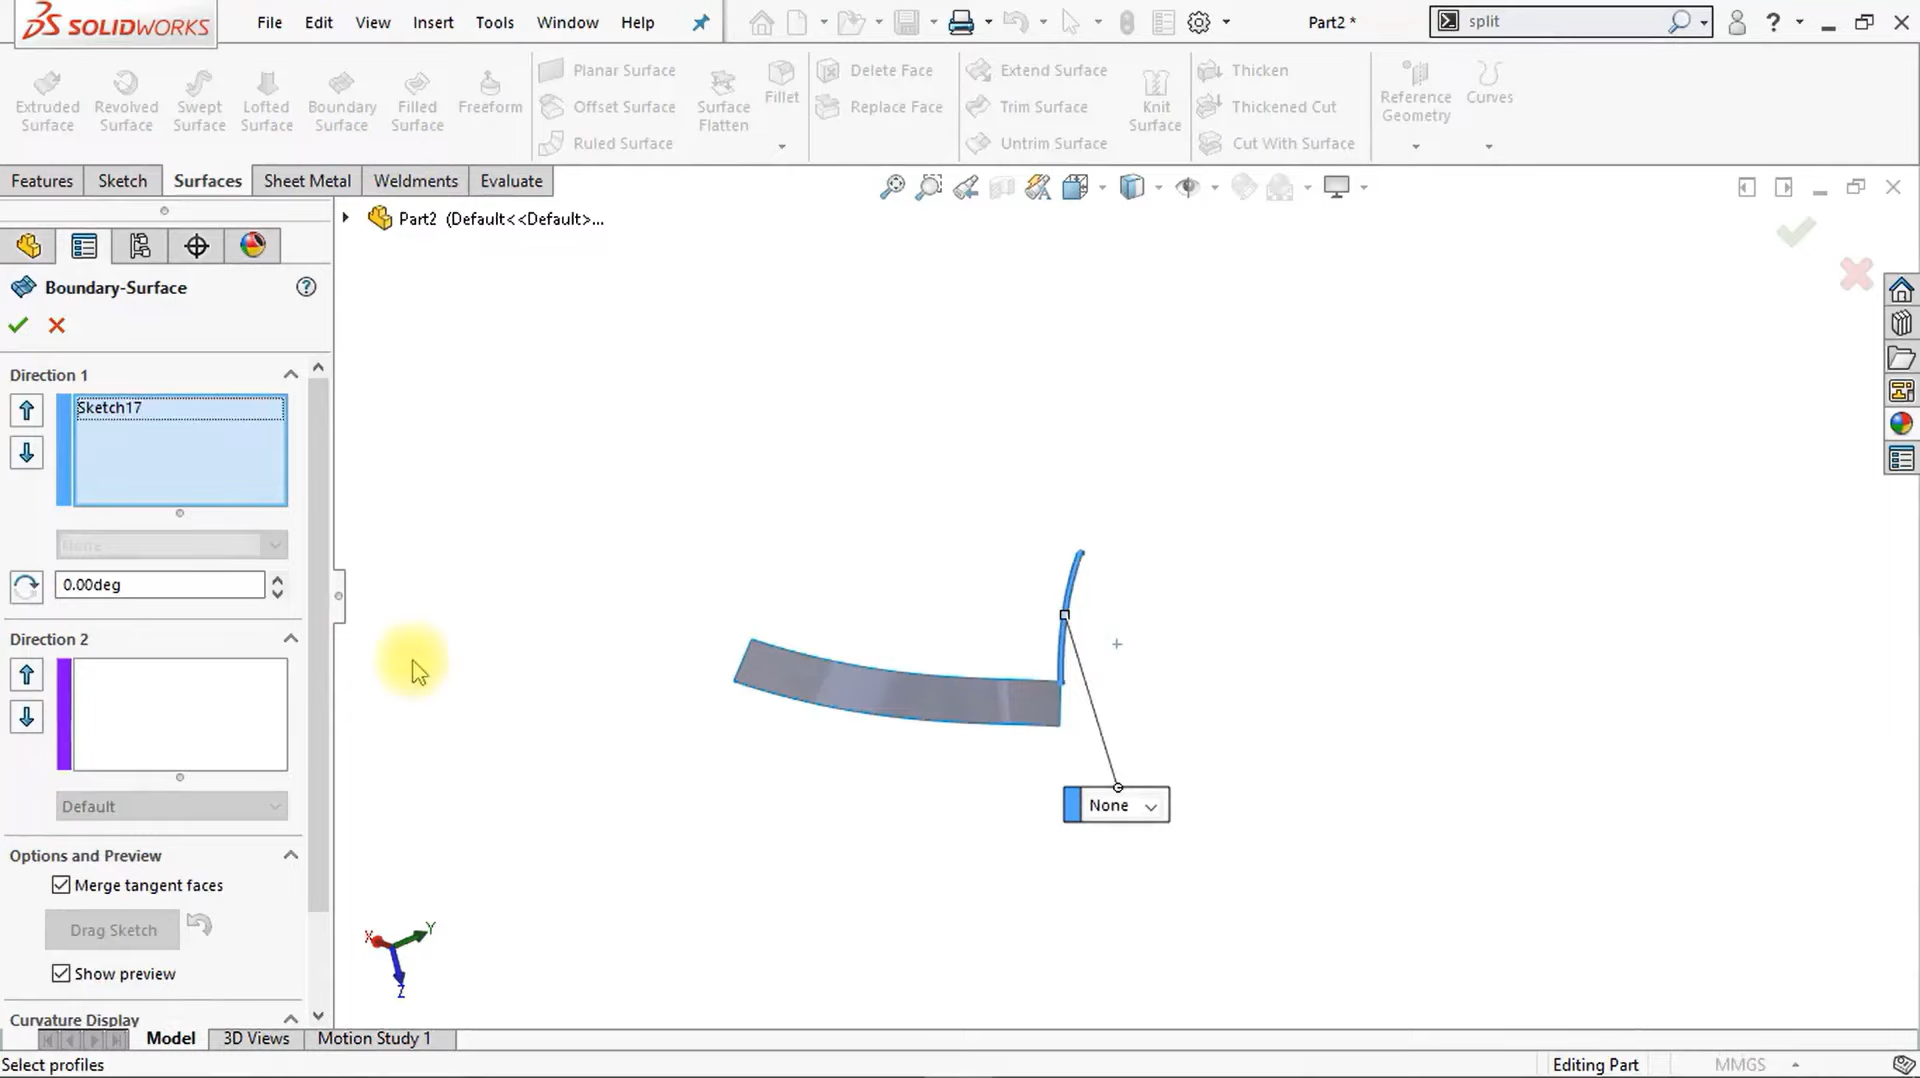 SOLIDWORKS File Edit View Insert Tools Window Help Part2 * split ?
Extruded Surface
Revolved Surface
Swept Surface
Lofted Surface
Boundary Surface
Filled Surface
Freeform
Planar Surface
Offset Surface
Ruled Surface
Surface Flatten
Fillet
Delete Face
Replace Face
Extend Surface
Trim Surface
Untrim Surface
Knit Surface
Thicken
Thickened Cut
Cut With Surface
Reference Geometry
Curves
Features Sketch Surfaces Sheet Metal Weldments Evaluate
Part2 (Default<<Default>...
Boundary-Surface ?
Direction 1
Sketch17
None
0.00deg
Direction 2
Default
Options and Preview
Merge tangent faces
Drag Sketch
Show preview
Curvature Display
None
X
Y
Z
Model 3D Views Motion Study 1
Select profiles Editing Part MMGS